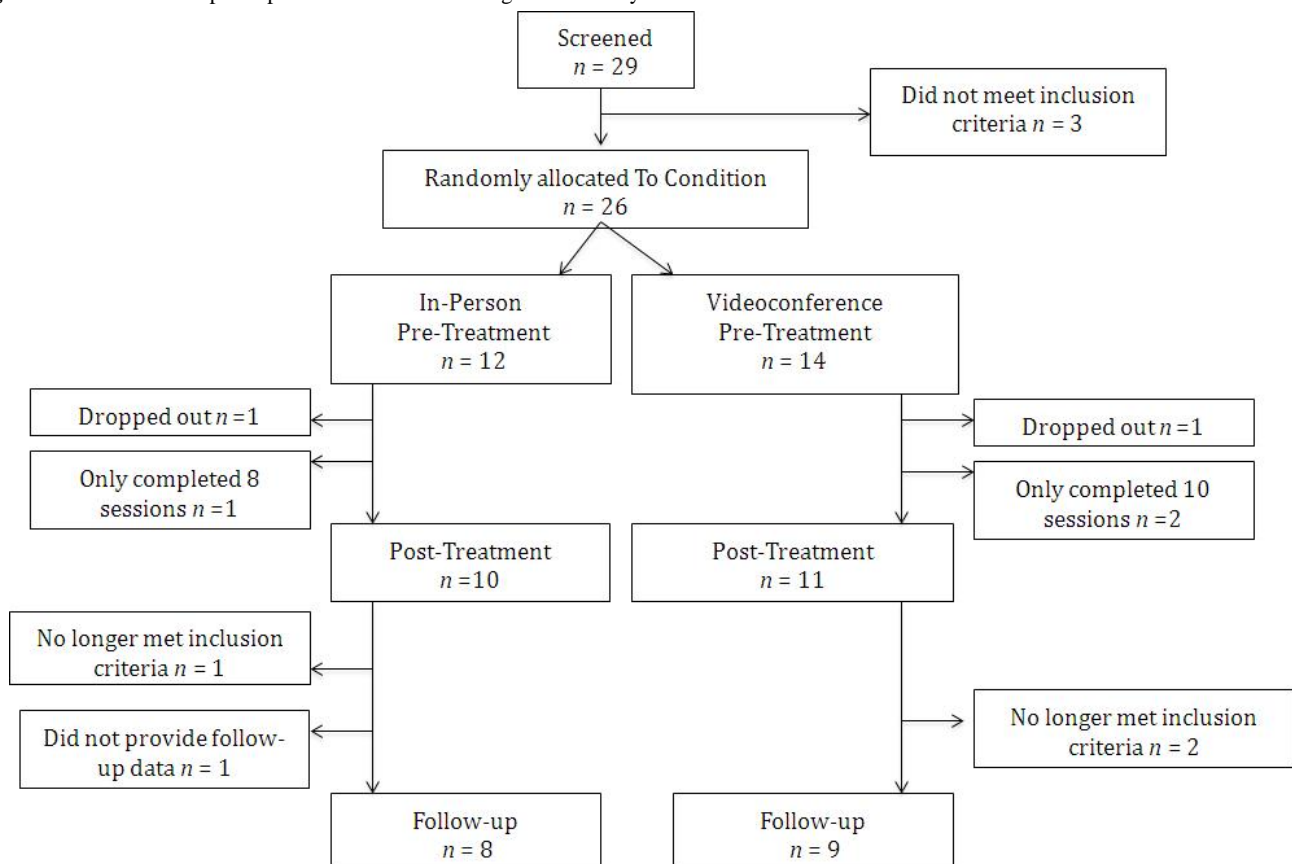 Screened
n = 29
Did not meet inclusion
criteria n = 3
Randomly allocated To Condition
n = 26
In-Person
Pre-Treatment
n = 12
Videoconference
Pre-Treatment
n = 14
Dropped out n =1
Dropped out n =1
Only completed 8
sessions n =1
Only completed 10
sessions n =2
Post-Treatment
n =10
Post-Treatment
n = 11
No longer met inclusion
criteria n = 1
Did not provide follow-
up data n = 1
No longer met inclusion
criteria n = 2
Follow-up
n = 8
Follow-up
n = 9